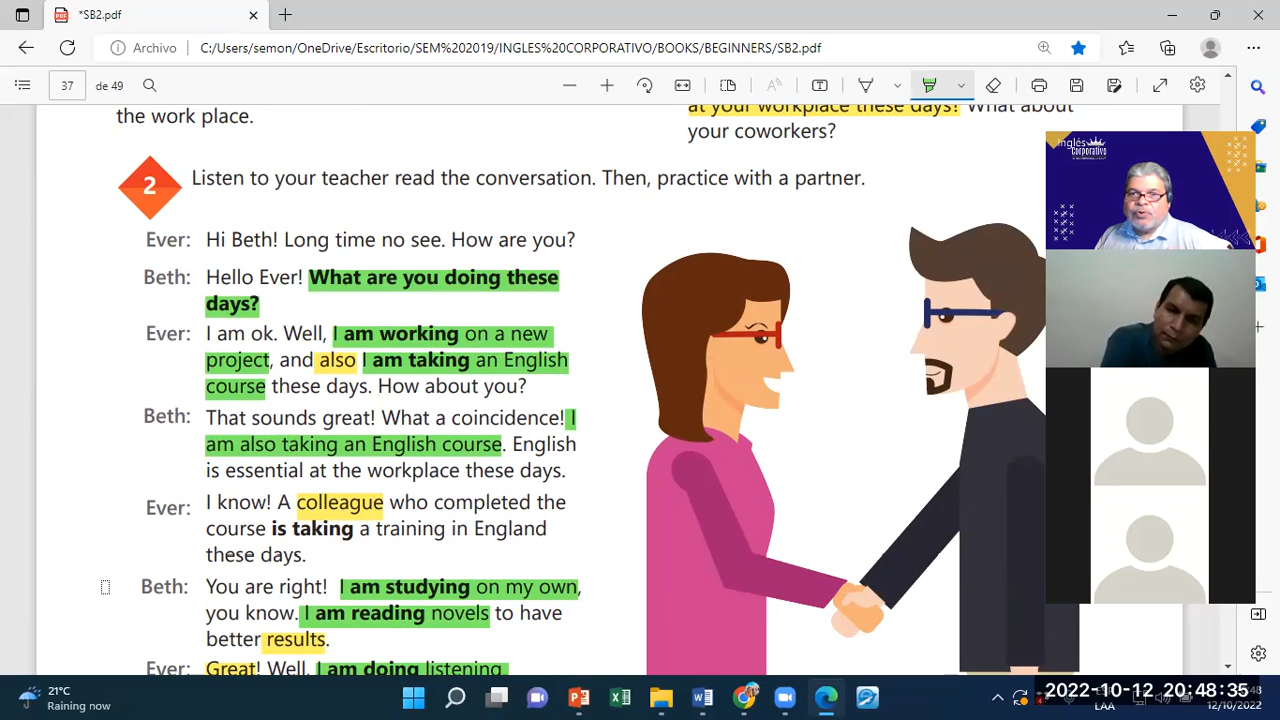 *SB2.pdf
Archivo
C:/Users/semon/OneDrive/Escritorio/SEM%202019/INGLES%20CORPORATIVO/BOOKS/BEGINNERS/SB2.pdf
37 de 49
the work place.
at your workplace these days? What about
your coworkers?
2 Listen to your teacher read the conversation. Then, practice with a partner.
Ever: Hi Beth! Long time no see. How are you?
Beth: Hello Ever! What are you doing these
days?
Ever: I am ok. Well, I am working on a new
project, and also I am taking an English
course these days. How about you?
Beth: That sounds great! What a coincidence! I
am also taking an English course. English
is essential at the workplace these days.
Ever: I know! A colleague who completed the
course is taking a training in England
these days.
Beth: You are right! I am studying on my own,
you know. I am reading novels to have
better results.
Ever: Great! Well, I am doing listening
Inglés
Corporativo
21°C
Raining now
2022-10-12 20:48:35
LAA
12/10/2022